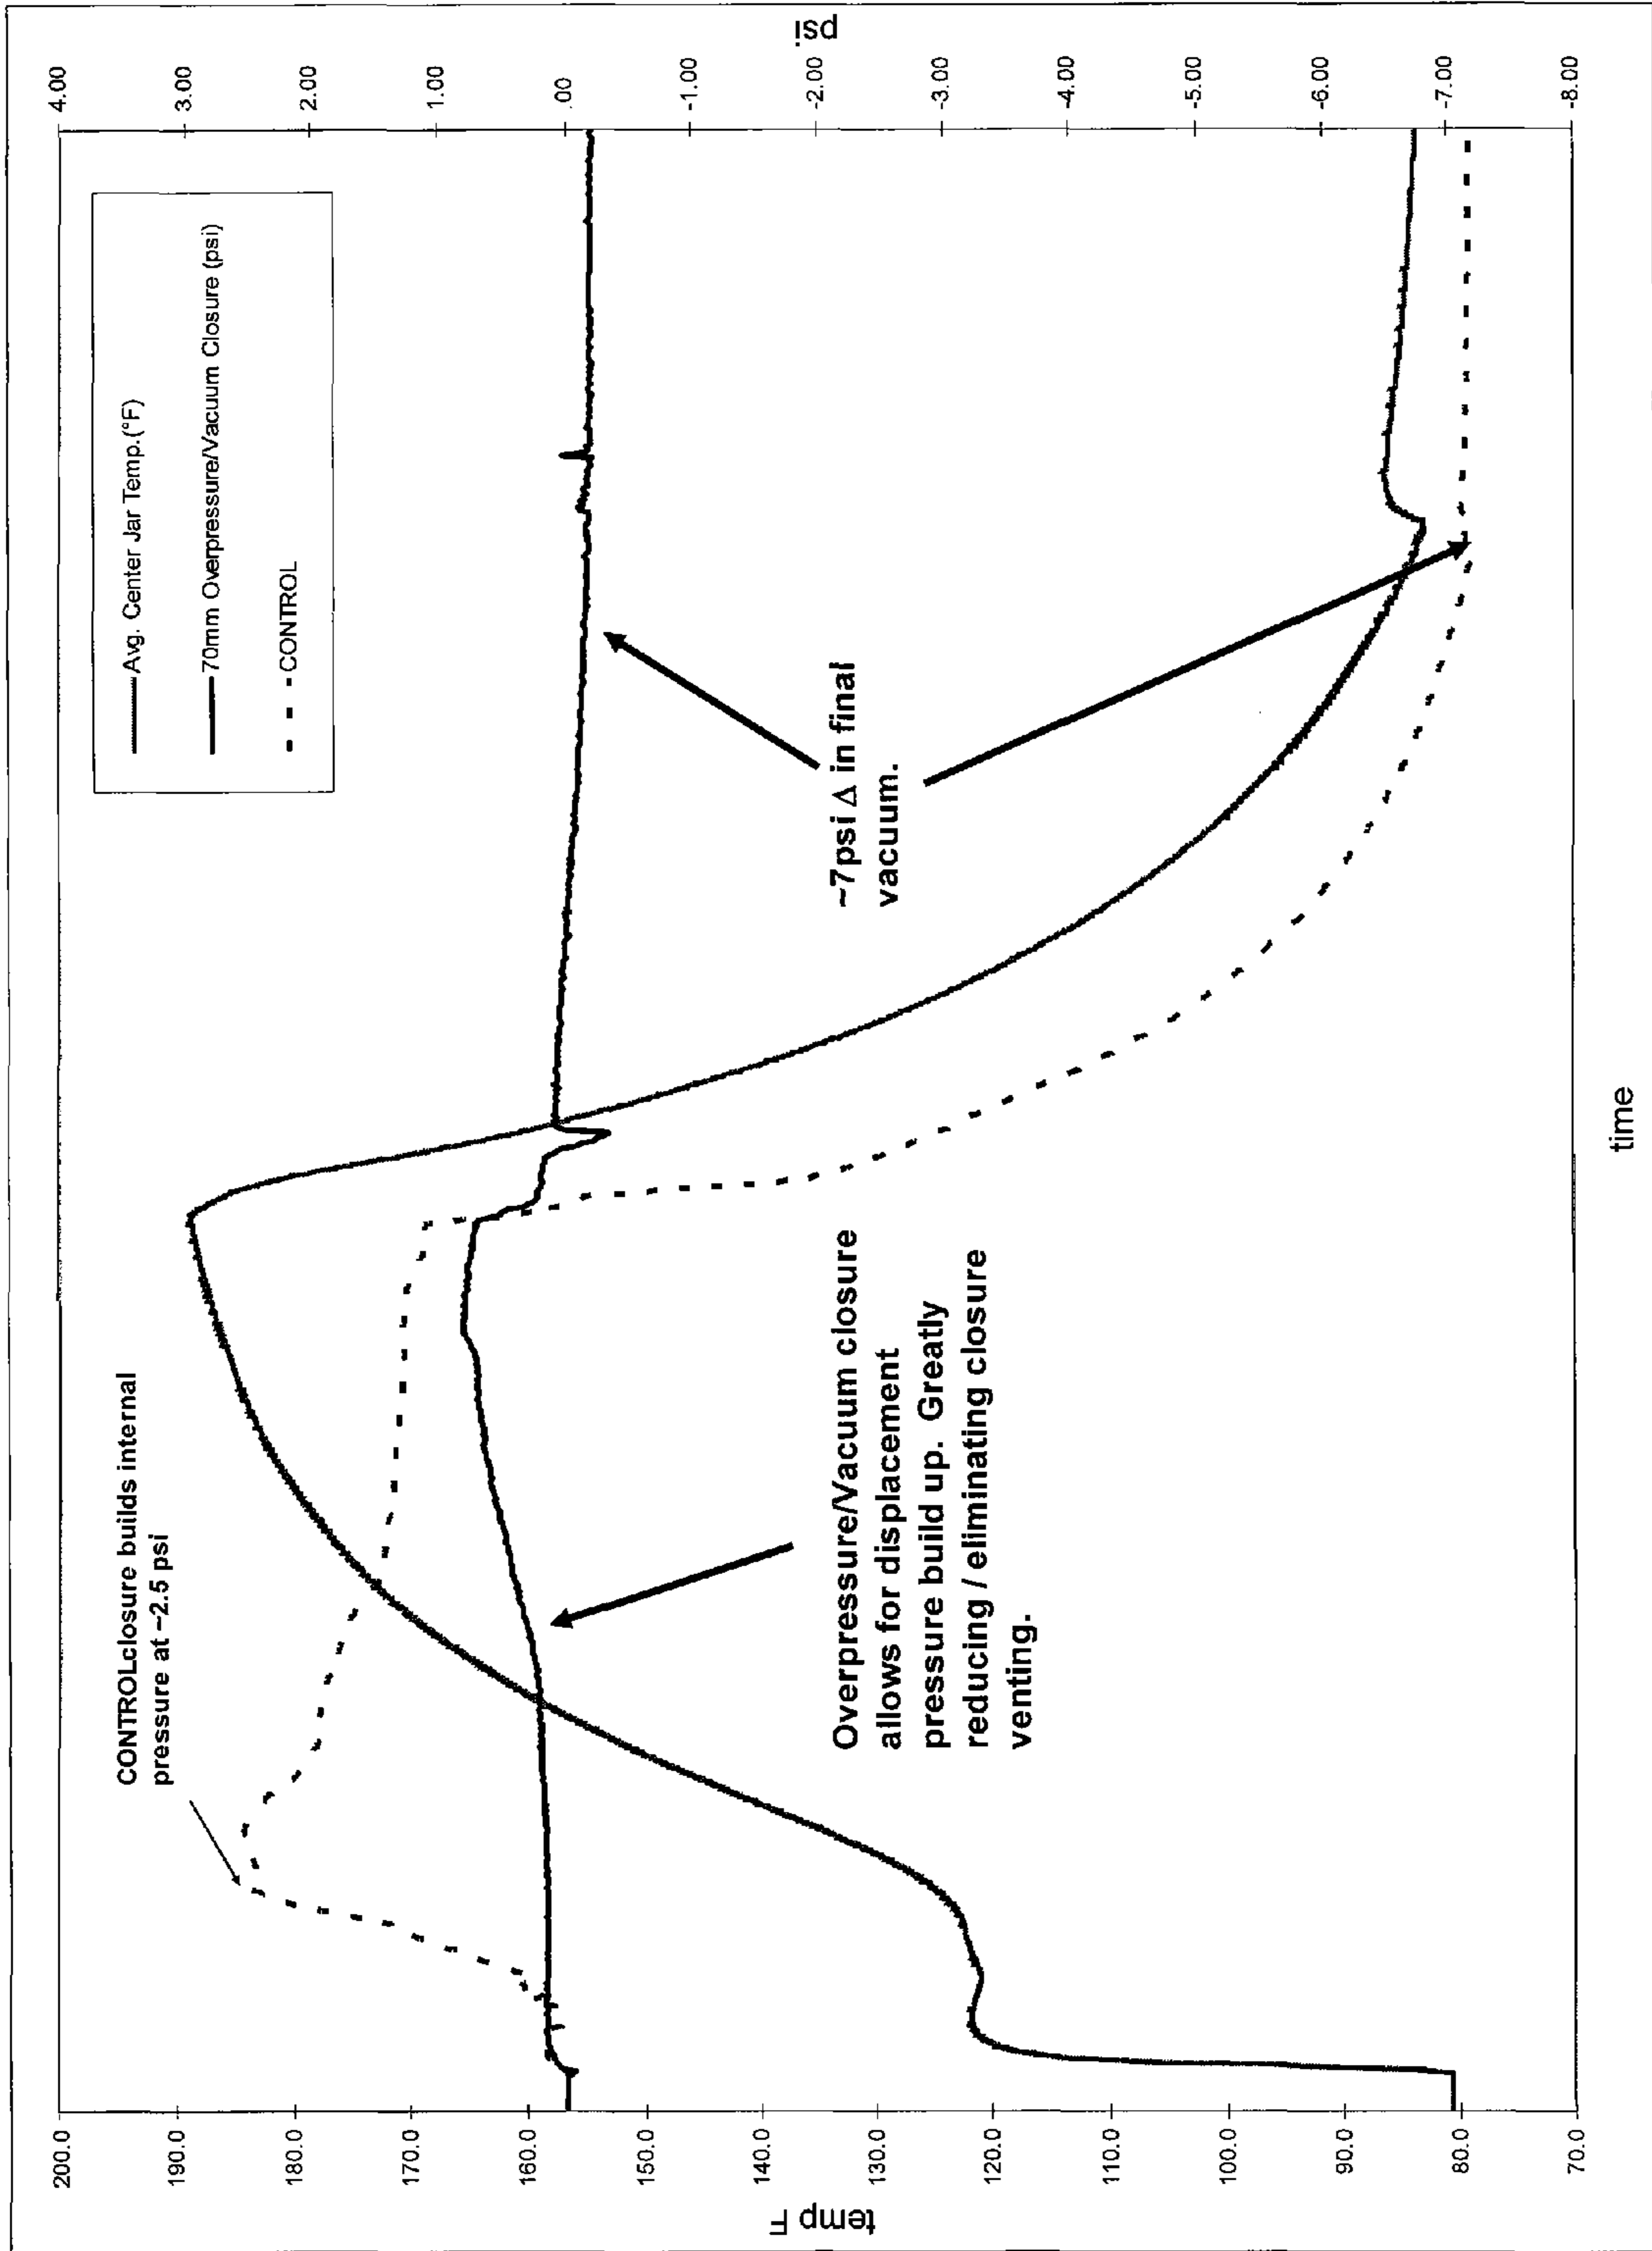 200.0
190.0
180.0
170.0
160.0
150.0
140.0
130.0
120.0
110.0
100.0
90.0
80.0
70.0
temp F
CONTROLclosure builds internal
pressure at ~2.5 psi
Avg. Center Jar Temp.(°F)
70mm Overpressure/Vacuum Closure (psi)
CONTROL
Overpressure/Vacuum closure
allows for displacement
pressure build up. Greatly
reducing / eliminating closure
venting.
~7psi Δ in final
vacuum.
4.00
3.00
2.00
1.00
.00
-1.00
-2.00
-3.00
-4.00
-5.00
-6.00
-7.00
-8.00
psi
time